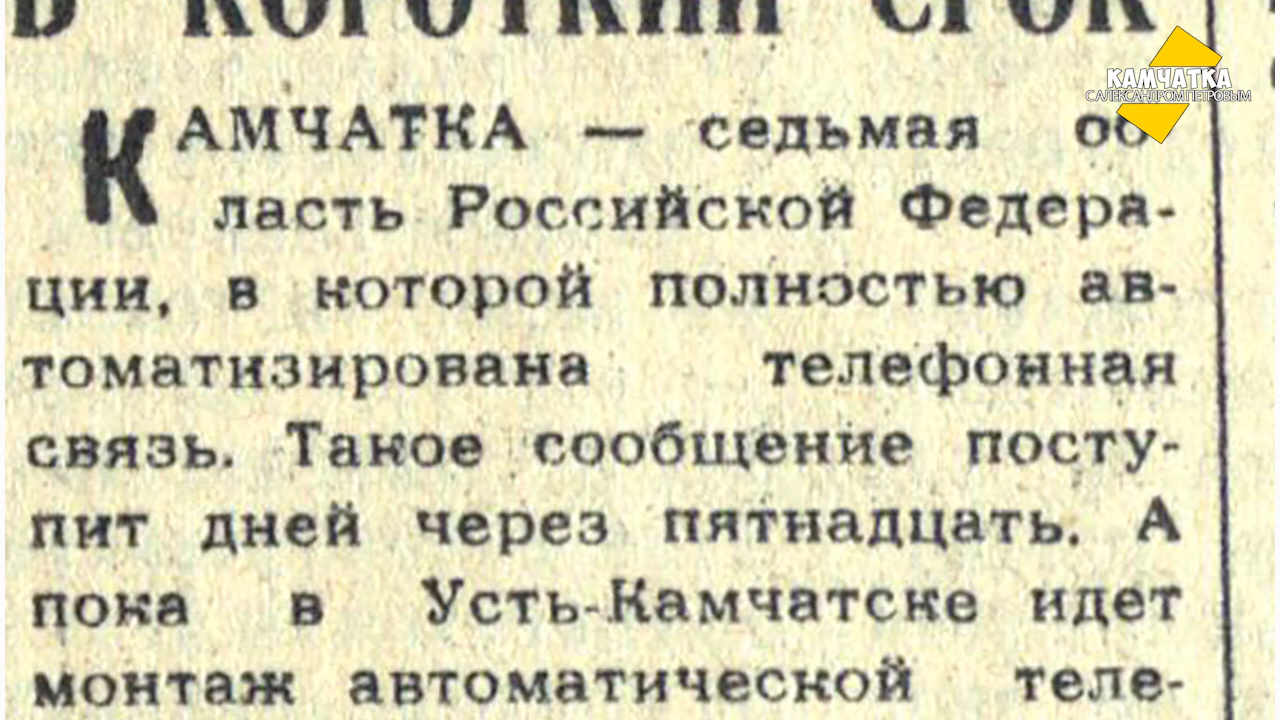 В КОРОТКИЙ СРОК
КАМЧАТКА
С АЛЕКСАНДРОМ ПЕТРОВЫМ
КАМЧАТКА — седьмая об
ласть Российской Федера-
ции, в которой полностью ав-
томатизирована телефонная
связь. Такое сообщение посту-
пит дней через пятнадцать. А
пока в Усть-Камчатске идет
монтаж автоматической теле-